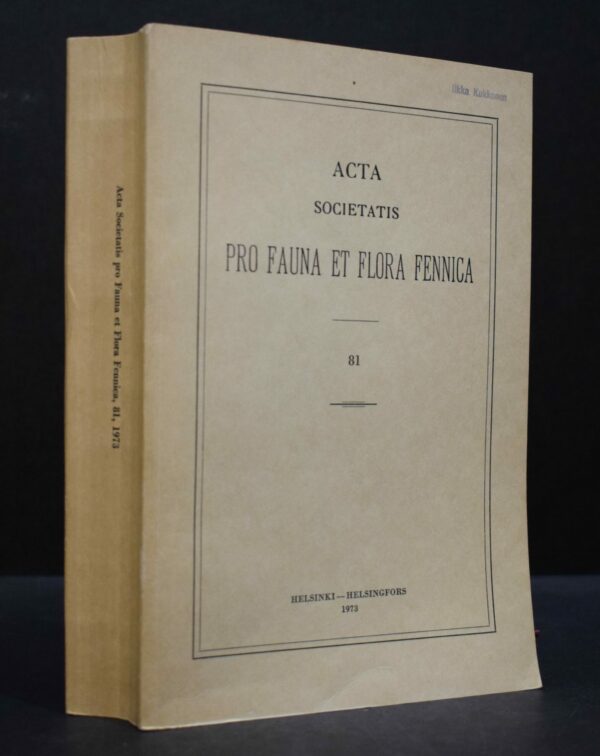 Acta Societatis pro Fauna et Flora Fennica, 81, 1973
Ilkka Kukkonen
ACTA
SOCIETATIS
PRO FAUNA ET FLORA FENNICA
81
HELSINKI—HELSINGFORS
1973